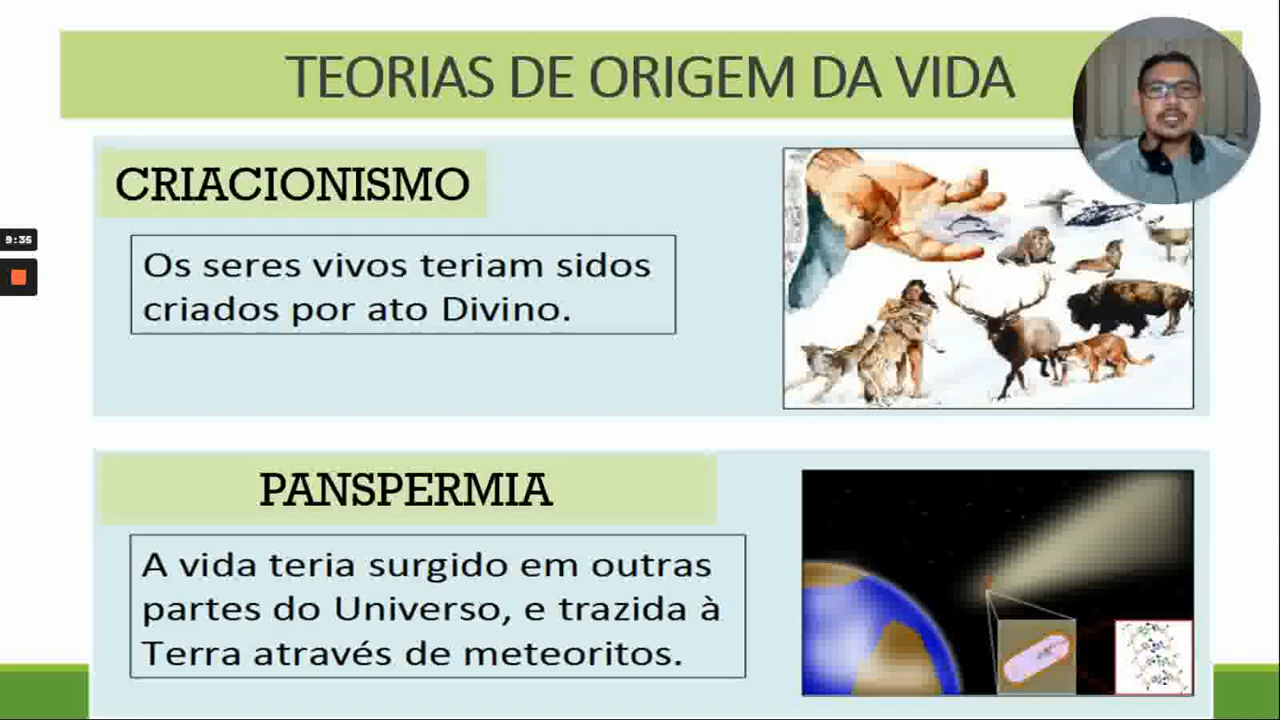 TEORIAS DE ORIGEM DA VIDA
CRIACIONISMO
Os seres vivos teriam sidos
criados por ato Divino.
9:35
PANSPERMIA
A vida teria surgido em outras
partes do Universo, e trazida à
Terra através de meteoritos.